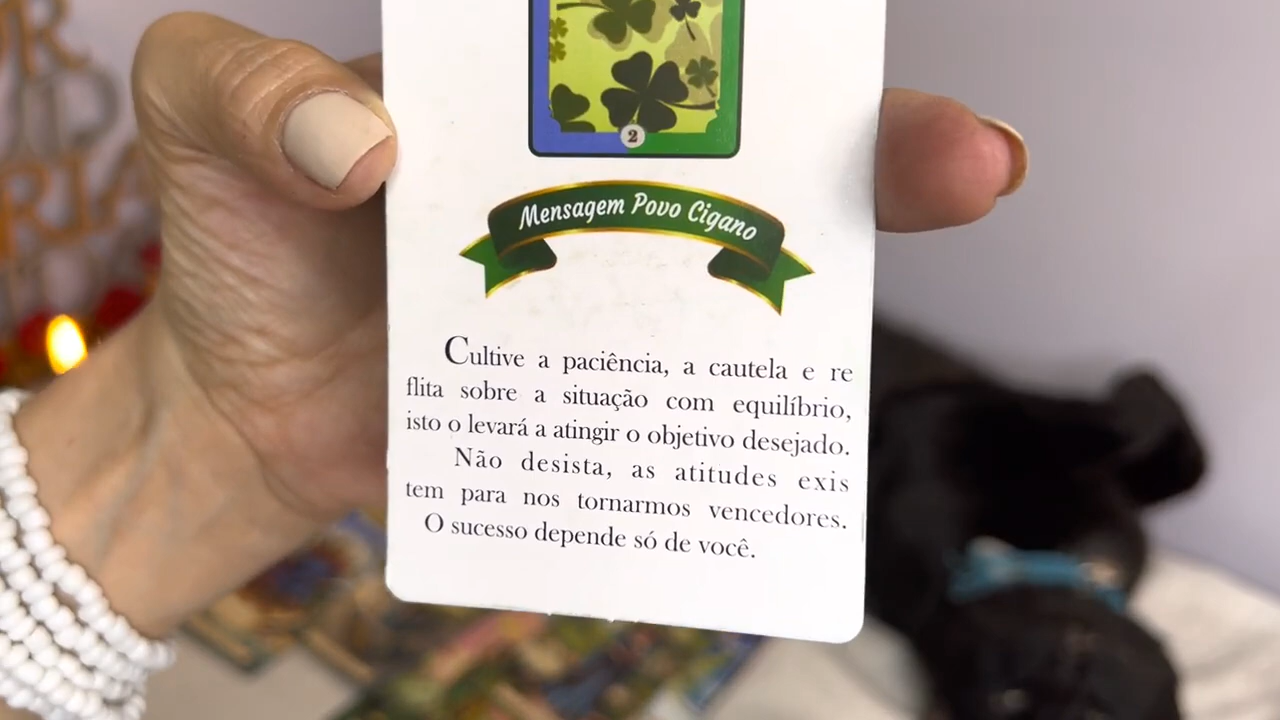 2
Mensagem Povo Cigano
Cultive a paciência, a cautela e re
flita sobre a situação com equilíbrio,
isto o levará a atingir o objetivo desejado.
Não desista, as atitudes exis
tem para nos tornarmos vencedores.
O sucesso depende só de você.